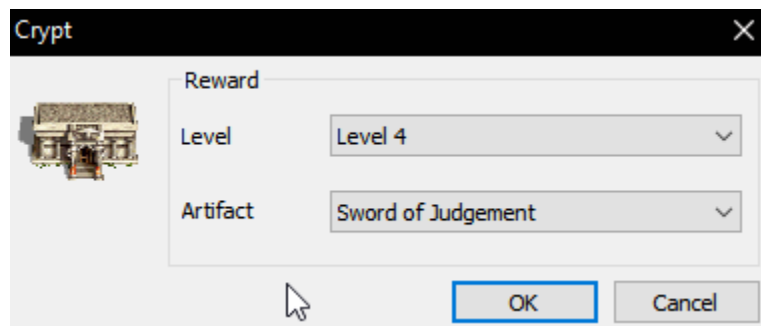 Crypt
Reward
Level
Level 4
Artifact
Sword of Judgement
OK
Cancel